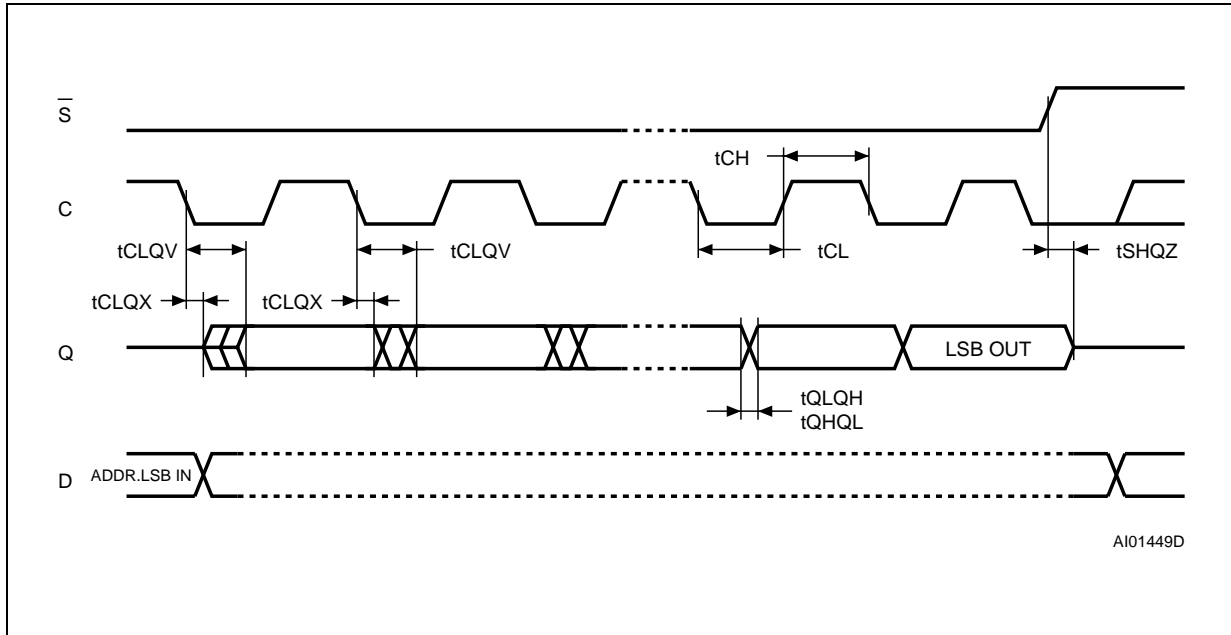 S̅
tCH
C
tCLQV
tCLQV
tCL
tSHQZ
tCLQX
tCLQX
Q
LSB OUT
tQLQH
tQHQL
D
ADDR.LSB IN
AI01449D